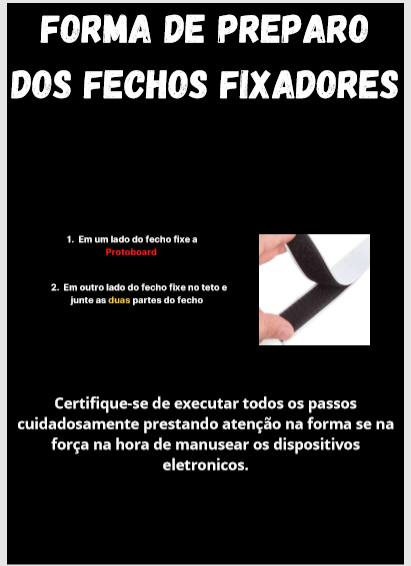 FORMA DE PREPARO
DOS FECHOS FIXADORES
1. Em um lado do fecho fixe a
Protoboard
2. Em outro lado do fecho fixe no teto e
junte as duas partes do fecho
Certifique-se de executar todos os passos
cuidadosamente prestando atenção na forma se na
força na hora de manusear os dispositivos
eletronicos.